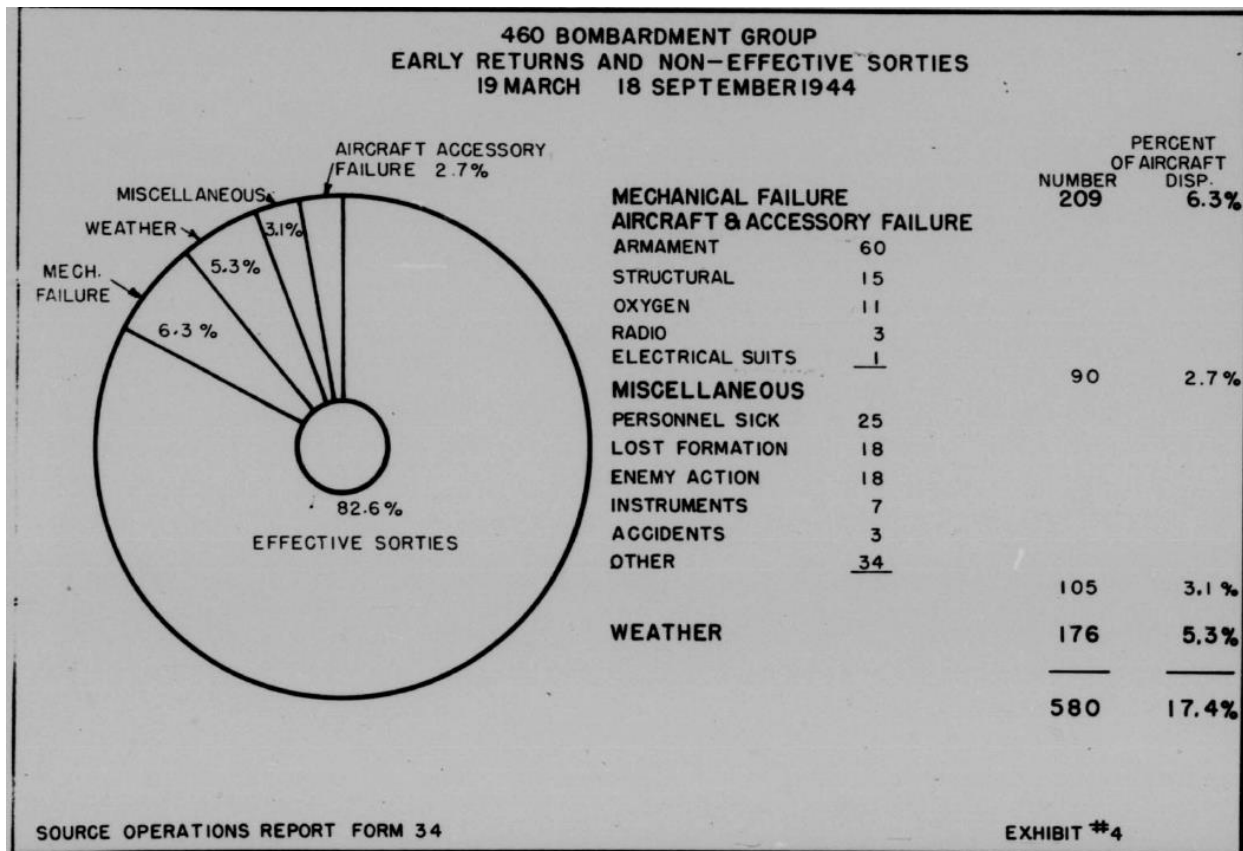 460 BOMBARDMENT GROUP
EARLY RETURNS AND NON-EFFECTIVE SORTIES
19 MARCH 18 SEPTEMBER 1944
AIRCRAFT ACCESSORY
FAILURE 2.7%
MISCELLANEOUS
3.1%
WEATHER
5.3%
MECH.
FAILURE
6.3%
82.6%
EFFECTIVE SORTIES
PERCENT
OF AIRCRAFT
NUMBER DISP.
MECHANICAL FAILURE 209 6.3%
AIRCRAFT & ACCESSORY FAILURE
ARMAMENT 60
STRUCTURAL 15
OXYGEN 11
RADIO 3
ELECTRICAL SUITS 1
90 2.7%
MISCELLANEOUS
PERSONNEL SICK 25
LOST FORMATION 18
ENEMY ACTION 18
INSTRUMENTS 7
ACCIDENTS 3
OTHER 34
105 3.1%
WEATHER 176 5.3%
580 17.4%
SOURCE OPERATIONS REPORT FORM 34
EXHIBIT #4